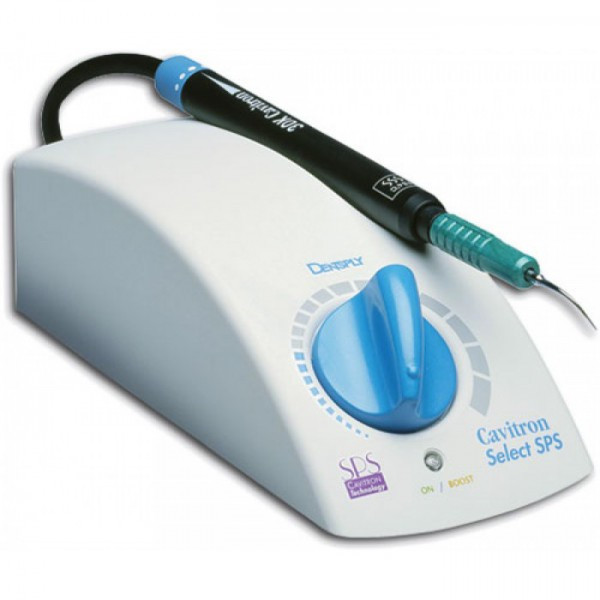 30K Cavitron
DENTSPLY
Cavitron
Select SPS
SPS
CAVITRON
Technology
ON / BOOST